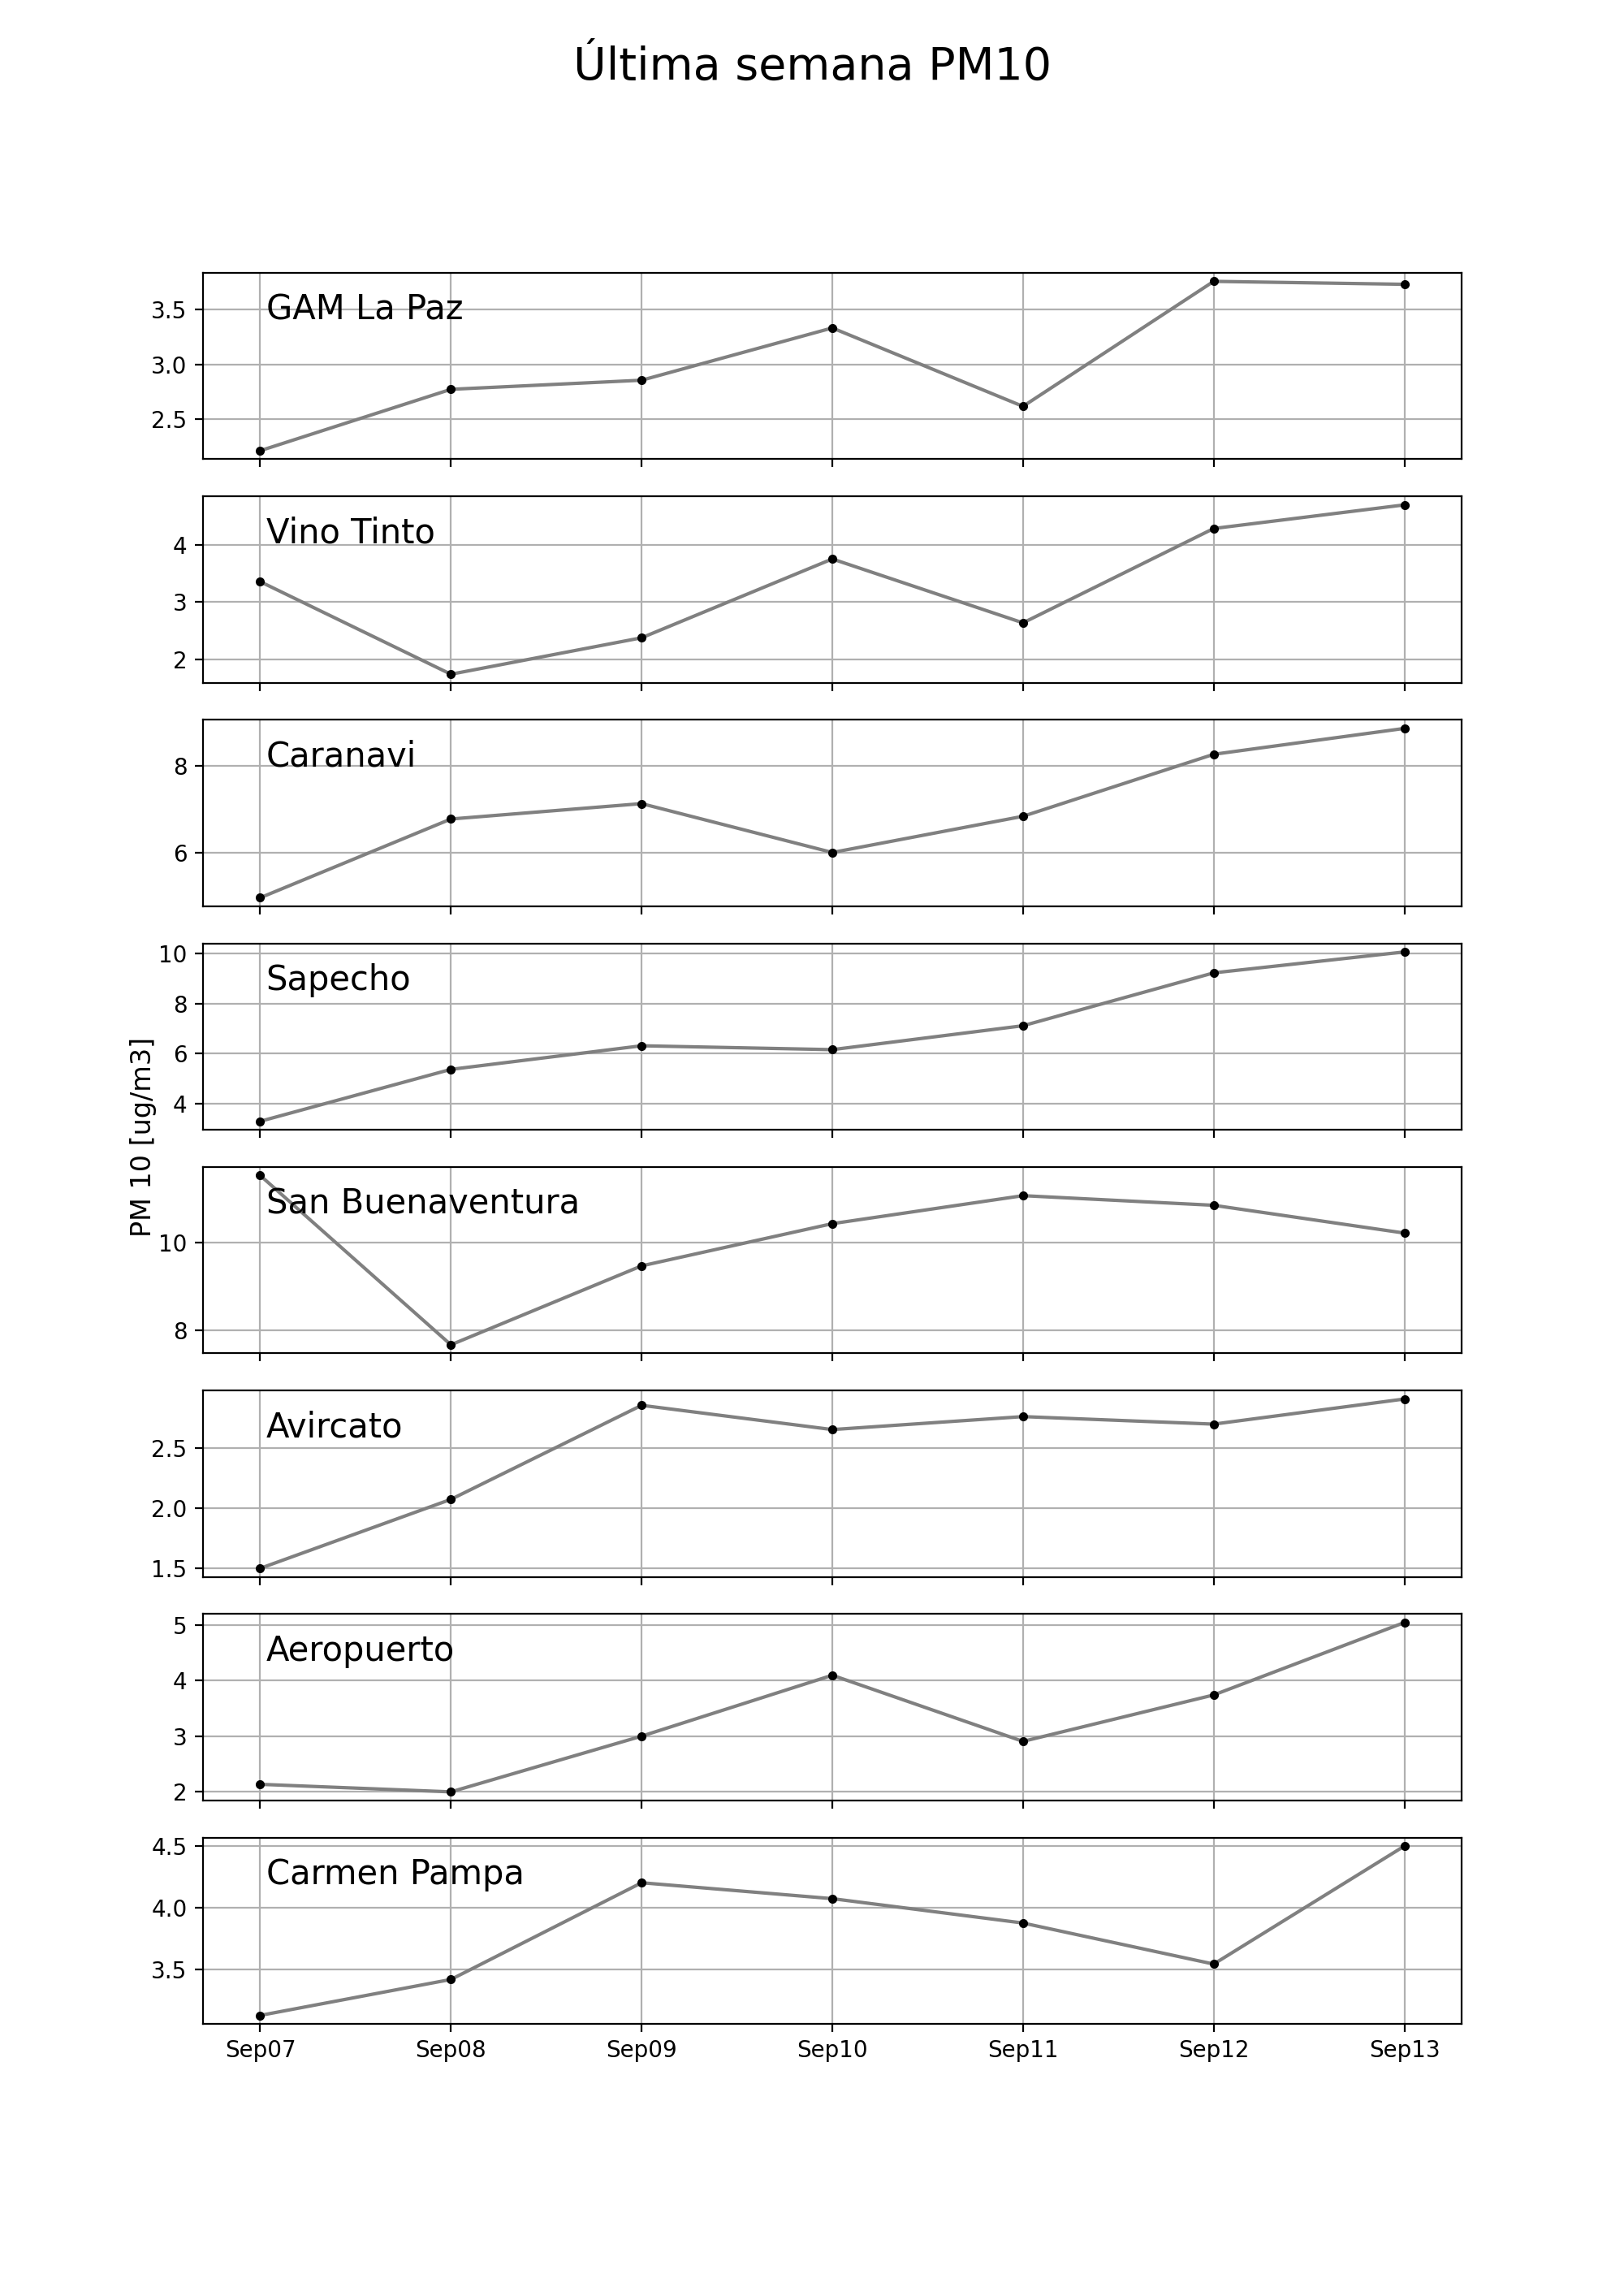 Última semana PM10
GAM La Paz
3.5
3.0
2.5
Vino Tinto
4
3
2
Caranavi
8
6
Sapecho
10
8
6
4
PM 10 [ug/m3]
San Buenaventura
10
8
Avircato
2.5
2.0
1.5
Aeropuerto
5
4
3
2
Carmen Pampa
4.5
4.0
3.5
Sep07 Sep08 Sep09 Sep10 Sep11 Sep12 Sep13